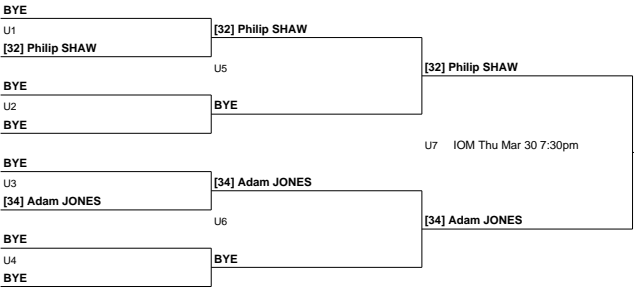 BYE
U1
[32] Philip SHAW
[32] Philip SHAW
U5
[32] Philip SHAW
BYE
U2
BYE
BYE
U7 IOM Thu Mar 30 7:30pm
BYE
U3
[34] Adam JONES
[34] Adam JONES
U6
[34] Adam JONES
BYE
U4
BYE
BYE